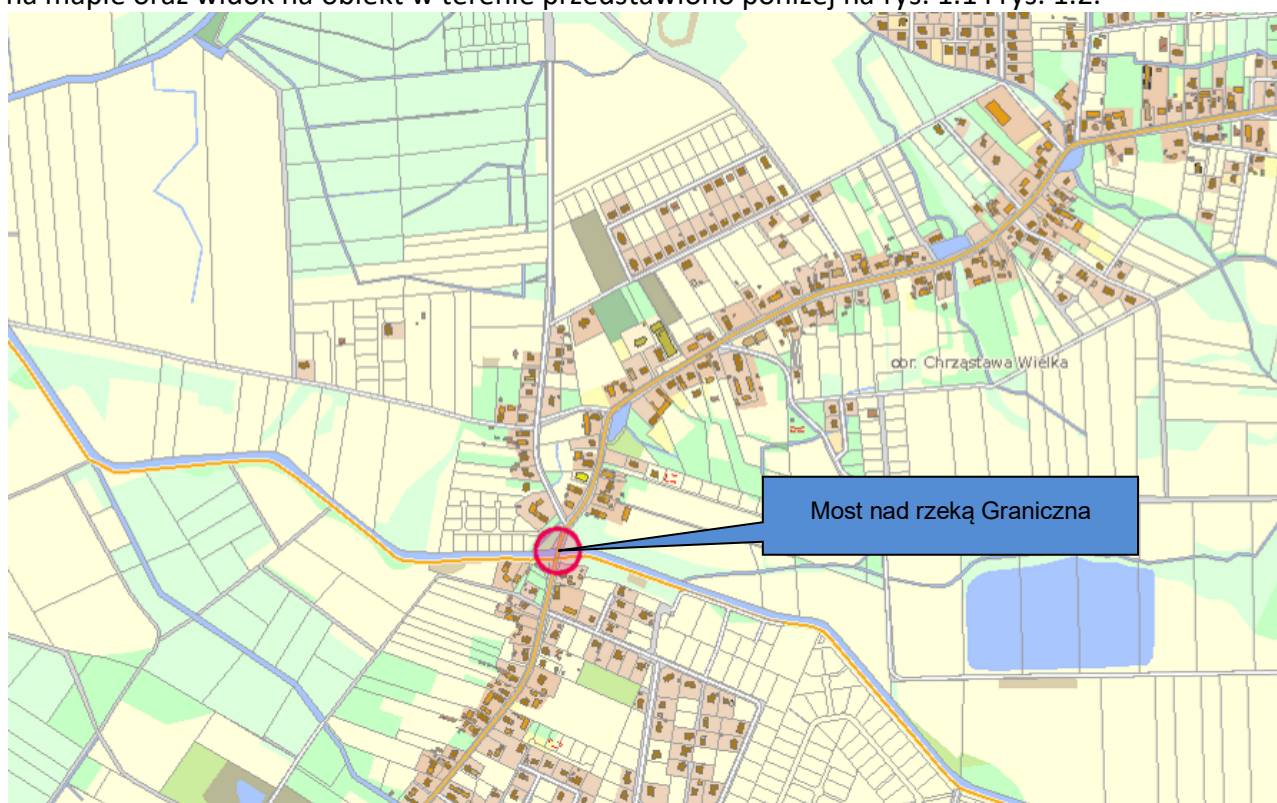 na mapie oraz widok na obiekt w terenie przedstawiono poniżej na rys. 1.1 i rys. 1.2.
obr. Chrząstawa Wielka
Most nad rzeką Graniczna